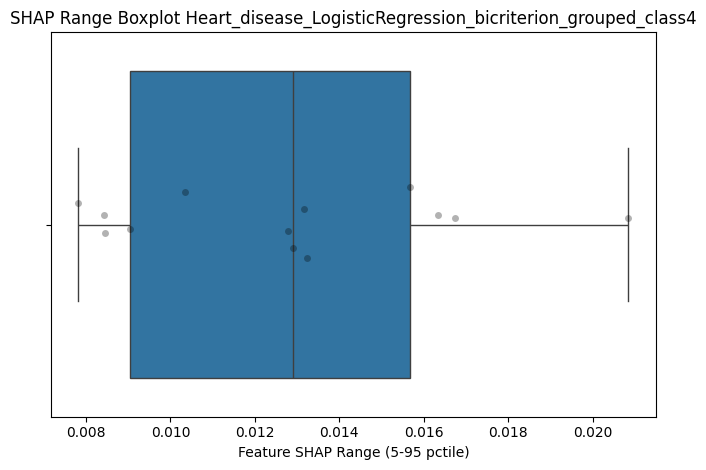 SHAP Range Boxplot Heart_disease_LogisticRegression_bicriterion_grouped_class4
0.008 0.010 0.012 0.014 0.016 0.018 0.020
Feature SHAP Range (5-95 pctile)